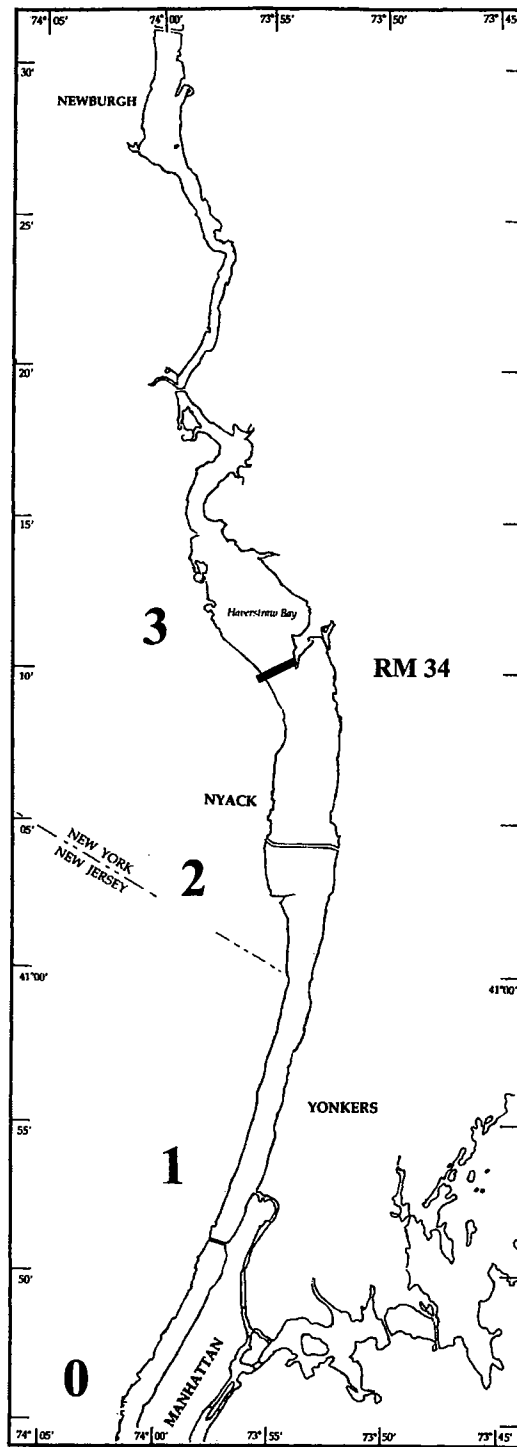 74° 05' 74° 00' 73° 55' 73° 50' 73° 45'
30'
NEWBURGH
25'
20'
15'
Haverstraw Bay
3
10'
RM 34
NYACK
05'
NEW YORK
NEW JERSEY
2
41° 00' 41° 00'
YONKERS
55'
1
50'
MANHATTAN
0
74° 05' 74° 00' 73° 55' 73° 50' 73° 45'